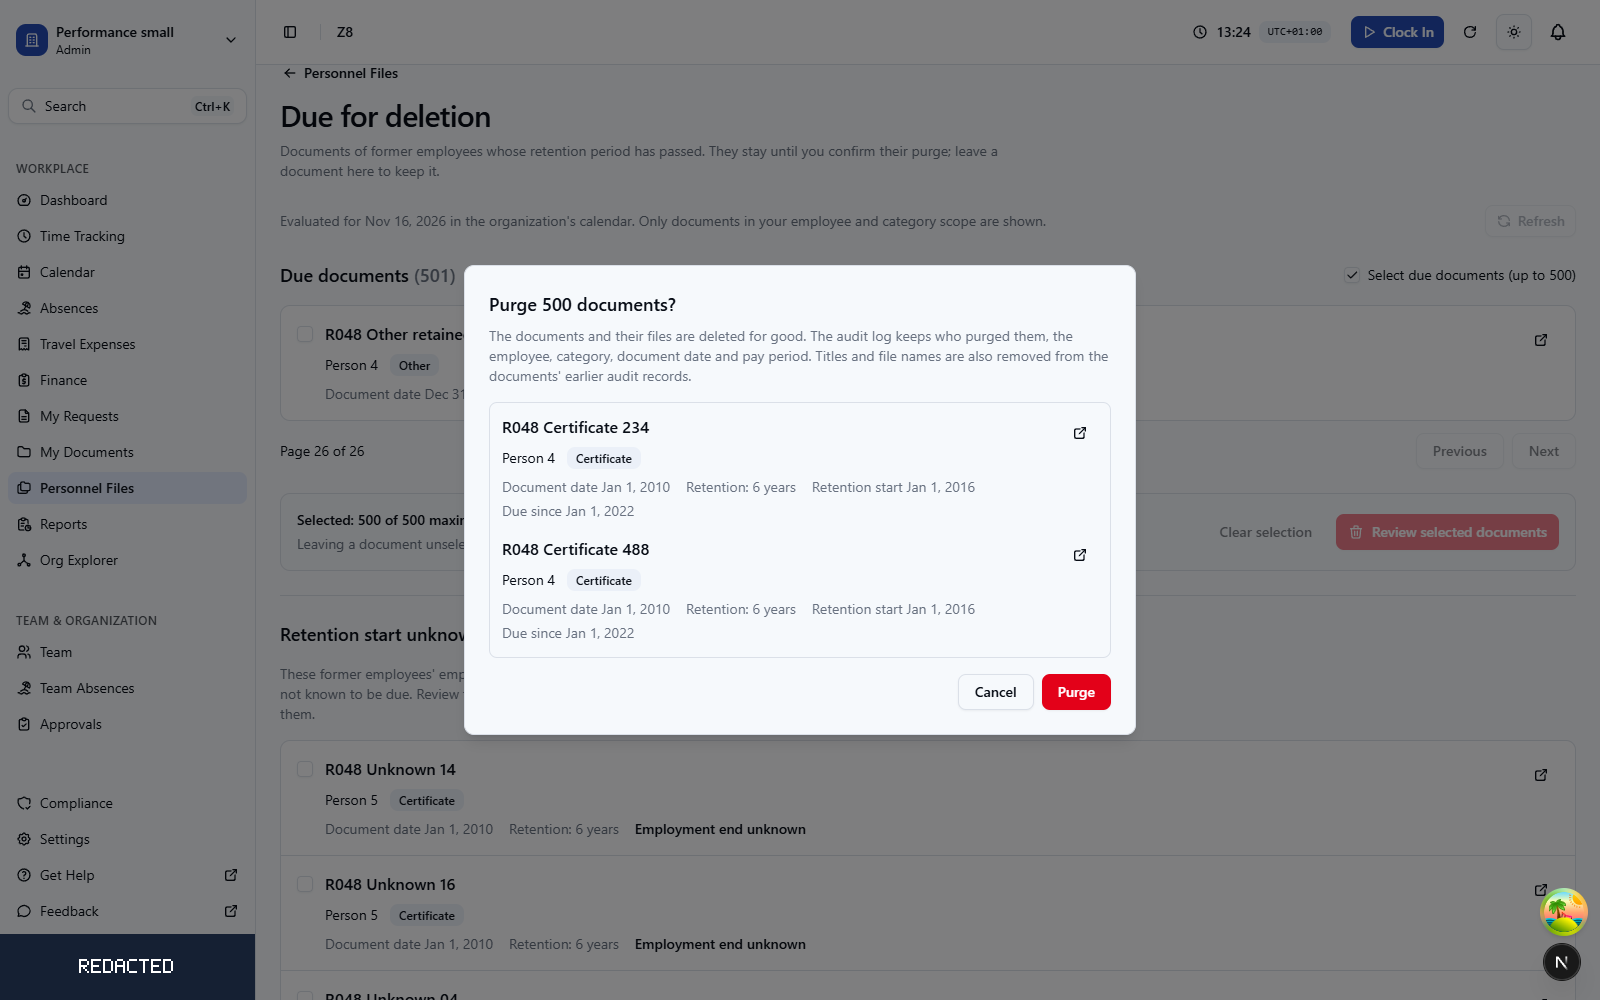 Performance small
Admin
Search
Ctrl+K
WORKPLACE
Dashboard
Time Tracking
Calendar
Absences
Travel Expenses
Finance
My Requests
My Documents
Personnel Files
Reports
Org Explorer
TEAM & ORGANIZATION
Team
Team Absences
Approvals
Compliance
Settings
Get Help
Feedback
REDACTED
Z8
13:24
UTC+01:00
Clock In
Personnel Files
Due for deletion
Documents of former employees whose retention period has passed. They stay until you confirm their purge; leave a
document here to keep it.
Evaluated for Nov 16, 2026 in the organization's calendar. Only documents in your employee and category scope are shown.
Refresh
Due documents (501)
Select due documents (up to 500)
R048 Other
Person 4
Other
Document date Dec 31
Page 26 of 26
Previous
Next
Selected: 500 of 500
Leaving a document
Clear selection
Review selected documents
Retention start
These former employees'
not known to be due. Review
them.
R048 Unknown 14
Person 5
Certificate
Document date Jan 1, 2010
Retention: 6 years
Employment end unknown
R048 Unknown 16
Person 5
Certificate
Document date Jan 1, 2010
Retention: 6 years
Employment end unknown
Purge 500 documents?
The documents and their files are deleted for good. The audit log keeps who purged them, the
employee, category, document date and pay period. Titles and file names are also removed from the
documents' earlier audit records.
R048 Certificate 234
Person 4
Certificate
Document date Jan 1, 2010
Retention: 6 years
Retention start Jan 1, 2016
Due since Jan 1, 2022
R048 Certificate 488
Person 4
Certificate
Document date Jan 1, 2010
Retention: 6 years
Retention start Jan 1, 2016
Due since Jan 1, 2022
Cancel
Purge
N